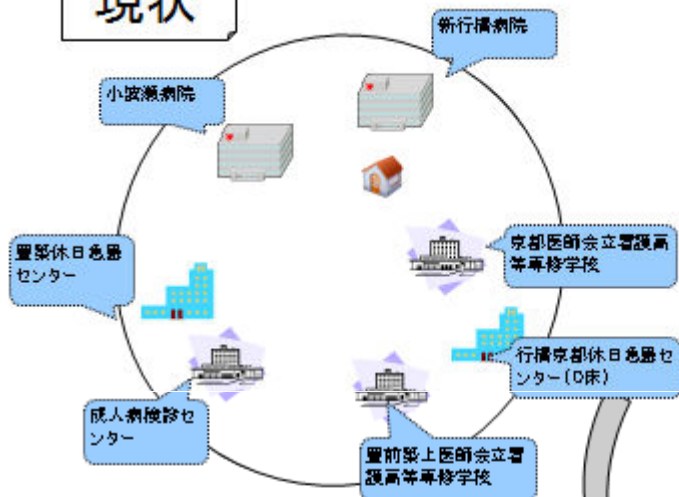 現状
新行橋病院
小波瀬病院
京都医師会立看護高
等専修学校
豊築休日急患
センター
行橋京都休日急患セ
ンター(0床)
成人病検診セ
ンター
豊前築上医師会立看
護高等専修学校